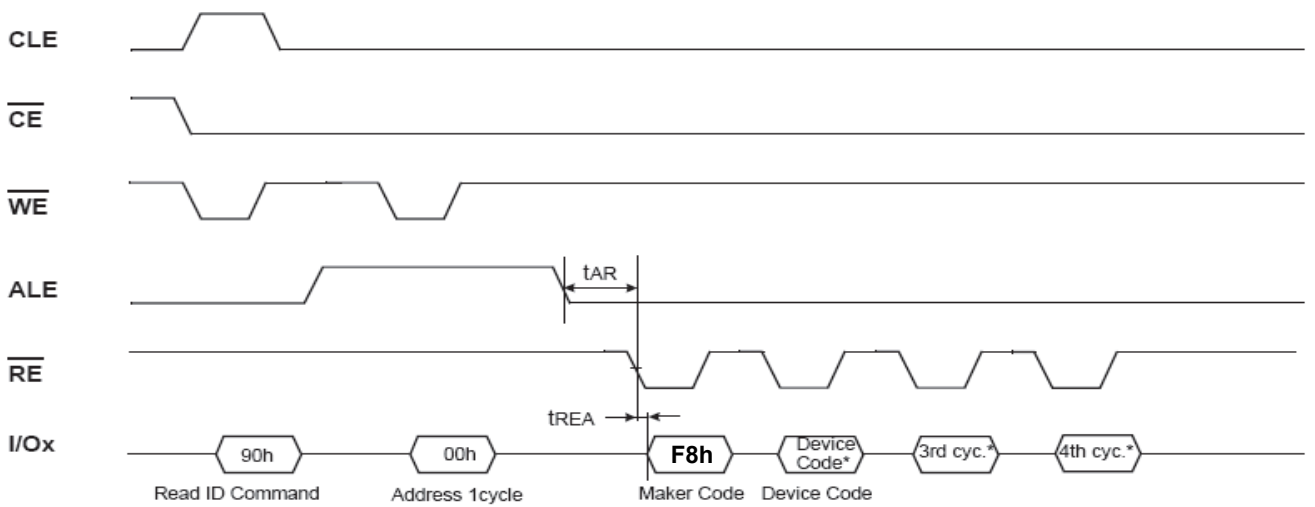 CLE
CE
WE
ALE
tAR
RE
tREA
I/Ox
90h
00h
F8h
Device
Code*
3rd cyc.*
4th cyc.*
Read ID Command
Address 1cycle
Maker Code
Device Code